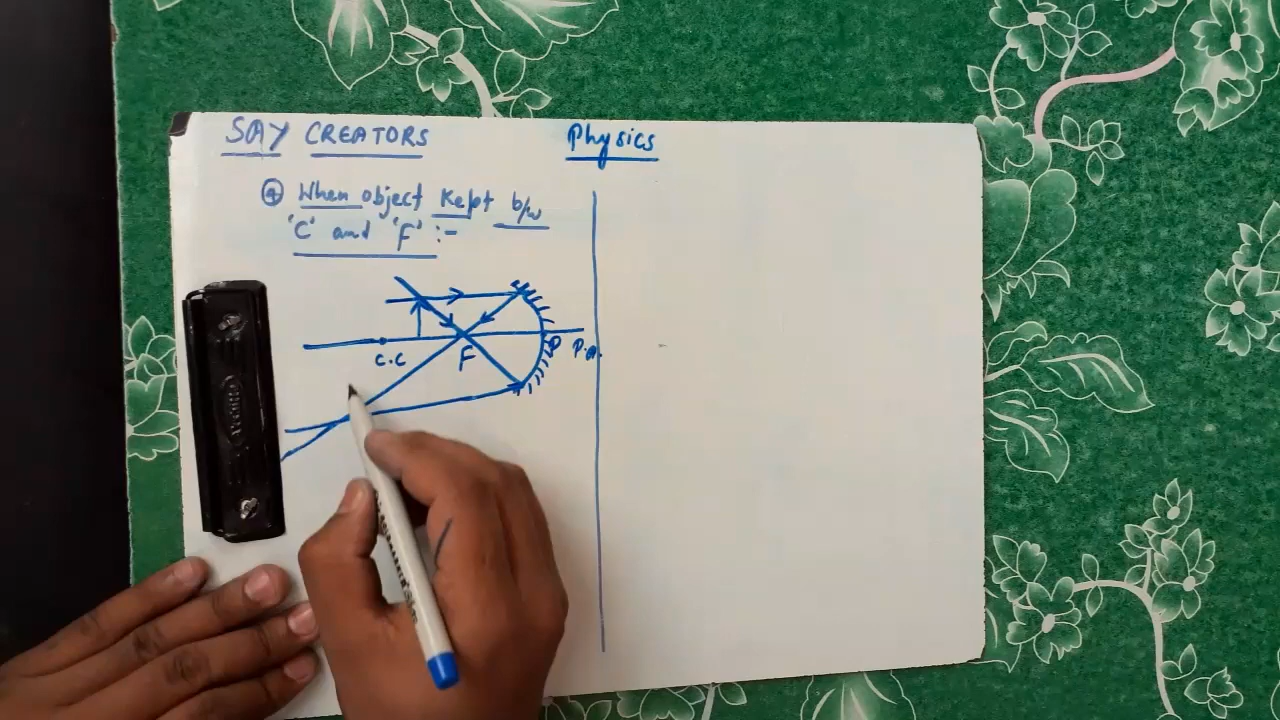 SAY CREATORS
Physics
④ When object Kept b/w
'C' and 'F' :-
C.C
F
P
P.A.